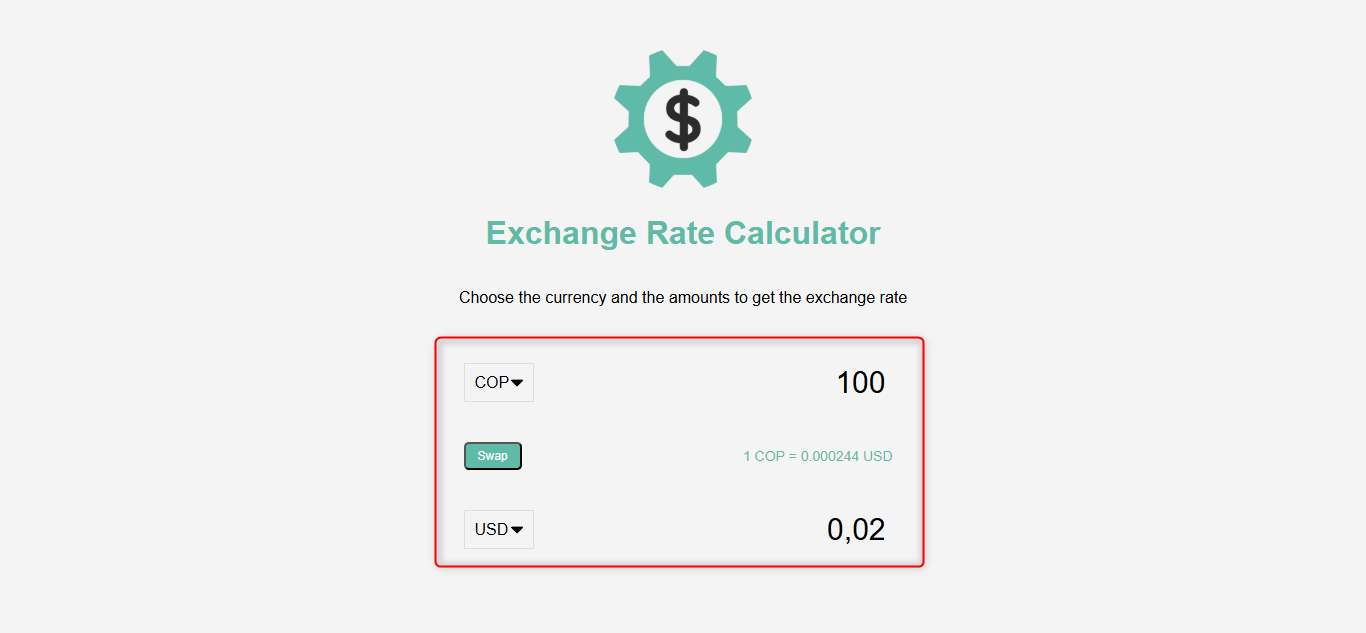 $
Exchange Rate Calculator
Choose the currency and the amounts to get the exchange rate
COP 100
Swap 1 COP = 0.000244 USD
USD 0,02